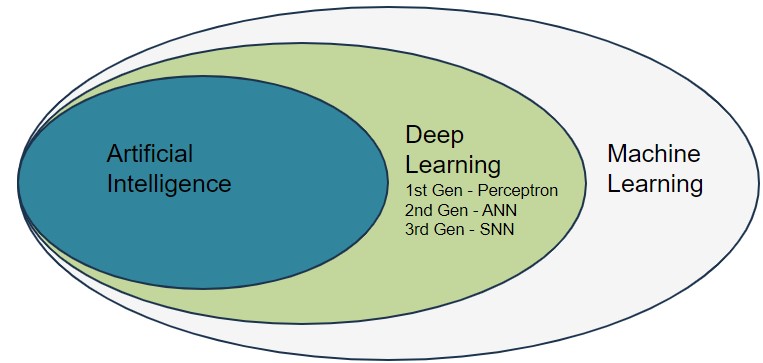 Artificial
Intelligence
Deep
Learning
1st Gen - Perceptron
2nd Gen - ANN
3rd Gen - SNN
Machine
Learning